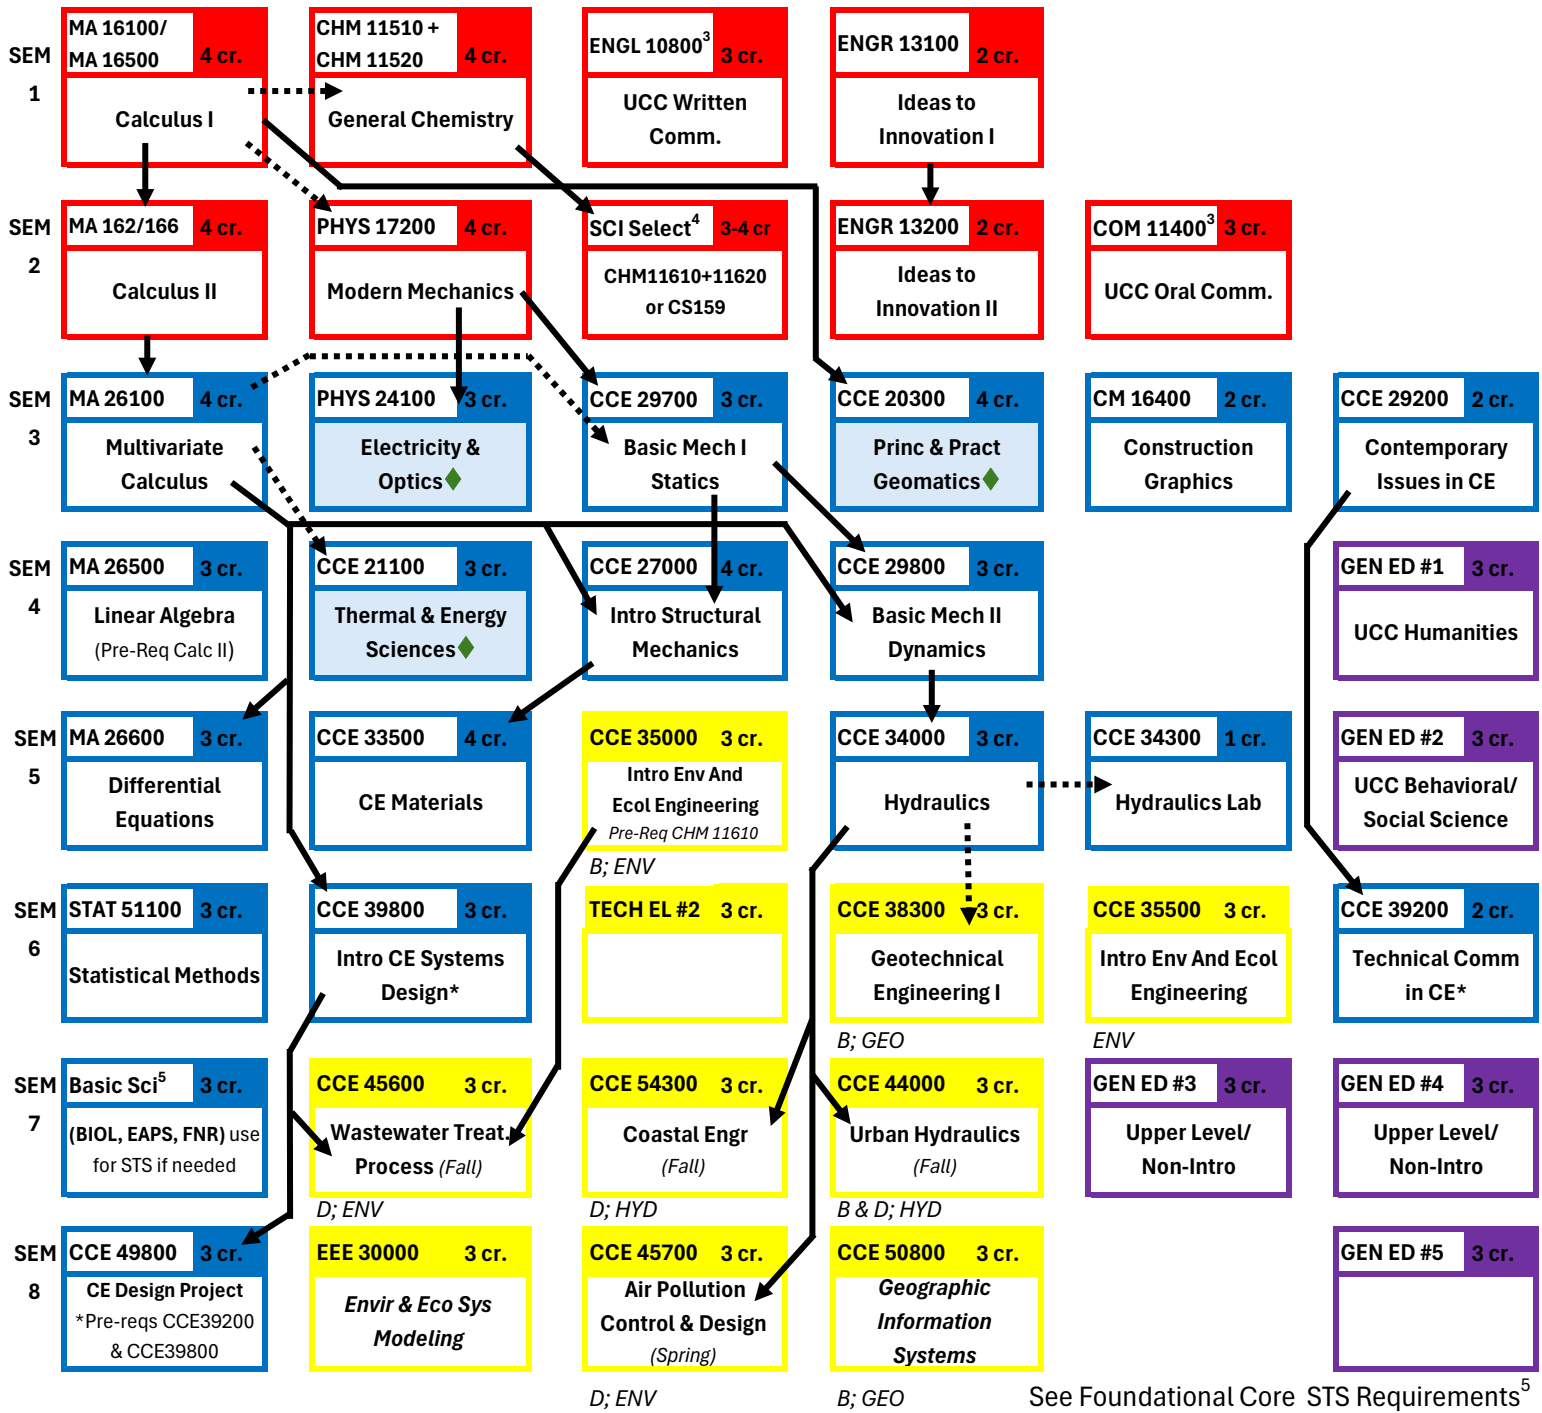 SEM
1
MA 16100/
MA 16500
4 cr.
Calculus I
CHM 11510 +
CHM 11520
4 cr.
General Chemistry
ENGL 10800³
3 cr.
UCC Written
Comm.
ENGR 13100
2 cr.
Ideas to
Innovation I
SEM
2
MA 162/166
4 cr.
Calculus II
PHYS 17200
4 cr.
Modern Mechanics
SCI Select⁴
3-4 cr
CHM11610+11620
or CS159
ENGR 13200
2 cr.
Ideas to
Innovation II
COM 11400³
3 cr.
UCC Oral Comm.
SEM
3
MA 26100
4 cr.
Multivariate
Calculus
PHYS 24100
3 cr.
Electricity &
Optics
CCE 29700
3 cr.
Basic Mech I
Statics
CCE 20300
4 cr.
Princ & Pract
Geomatics
CM 16400
2 cr.
Construction
Graphics
CCE 29200
2 cr.
Contemporary
Issues in CE
SEM
4
MA 26500
3 cr.
Linear Algebra
(Pre-Req Calc II)
CCE 21100
3 cr.
Thermal & Energy
Sciences
CCE 27000
4 cr.
Intro Structural
Mechanics
CCE 29800
3 cr.
Basic Mech II
Dynamics
GEN ED #1
3 cr.
UCC Humanities
SEM
5
MA 26600
3 cr.
Differential
Equations
CCE 33500
4 cr.
CE Materials
CCE 35000
3 cr.
Intro Env And
Ecol Engineering
Pre-Req CHM 11610
B; ENV
CCE 34000
3 cr.
Hydraulics
CCE 34300
1 cr.
Hydraulics Lab
GEN ED #2
3 cr.
UCC Behavioral/
Social Science
SEM
6
STAT 51100
3 cr.
Statistical Methods
CCE 39800
3 cr.
Intro CE Systems
Design*
TECH EL #2
3 cr.
CCE 38300
3 cr.
Geotechnical
Engineering I
B; GEO
CCE 35500
3 cr.
Intro Env And Ecol
Engineering
ENV
CCE 39200
2 cr.
Technical Comm
in CE*
SEM
7
Basic Sci⁵
3 cr.
(BIOL, EAPS, FNR) use
for STS if needed
CCE 45600
3 cr.
Wastewater Treat.
Process (Fall)
D; ENV
CCE 54300
3 cr.
Coastal Engr
(Fall)
D; HYD
CCE 44000
3 cr.
Urban Hydraulics
(Fall)
B & D; HYD
GEN ED #3
3 cr.
Upper Level/
Non-Intro
GEN ED #4
3 cr.
Upper Level/
Non-Intro
SEM
8
CCE 49800
3 cr.
CE Design Project
*Pre-reqs CCE39200
& CCE39800
EEE 30000
3 cr.
Envir & Eco Sys
Modeling
CCE 45700
3 cr.
Air Pollution
Control & Design
(Spring)
D; ENV
CCE 50800
3 cr.
Geographic
Information
Systems
B; GEO
GEN ED #5
3 cr.
See Foundational Core STS Requirements⁵